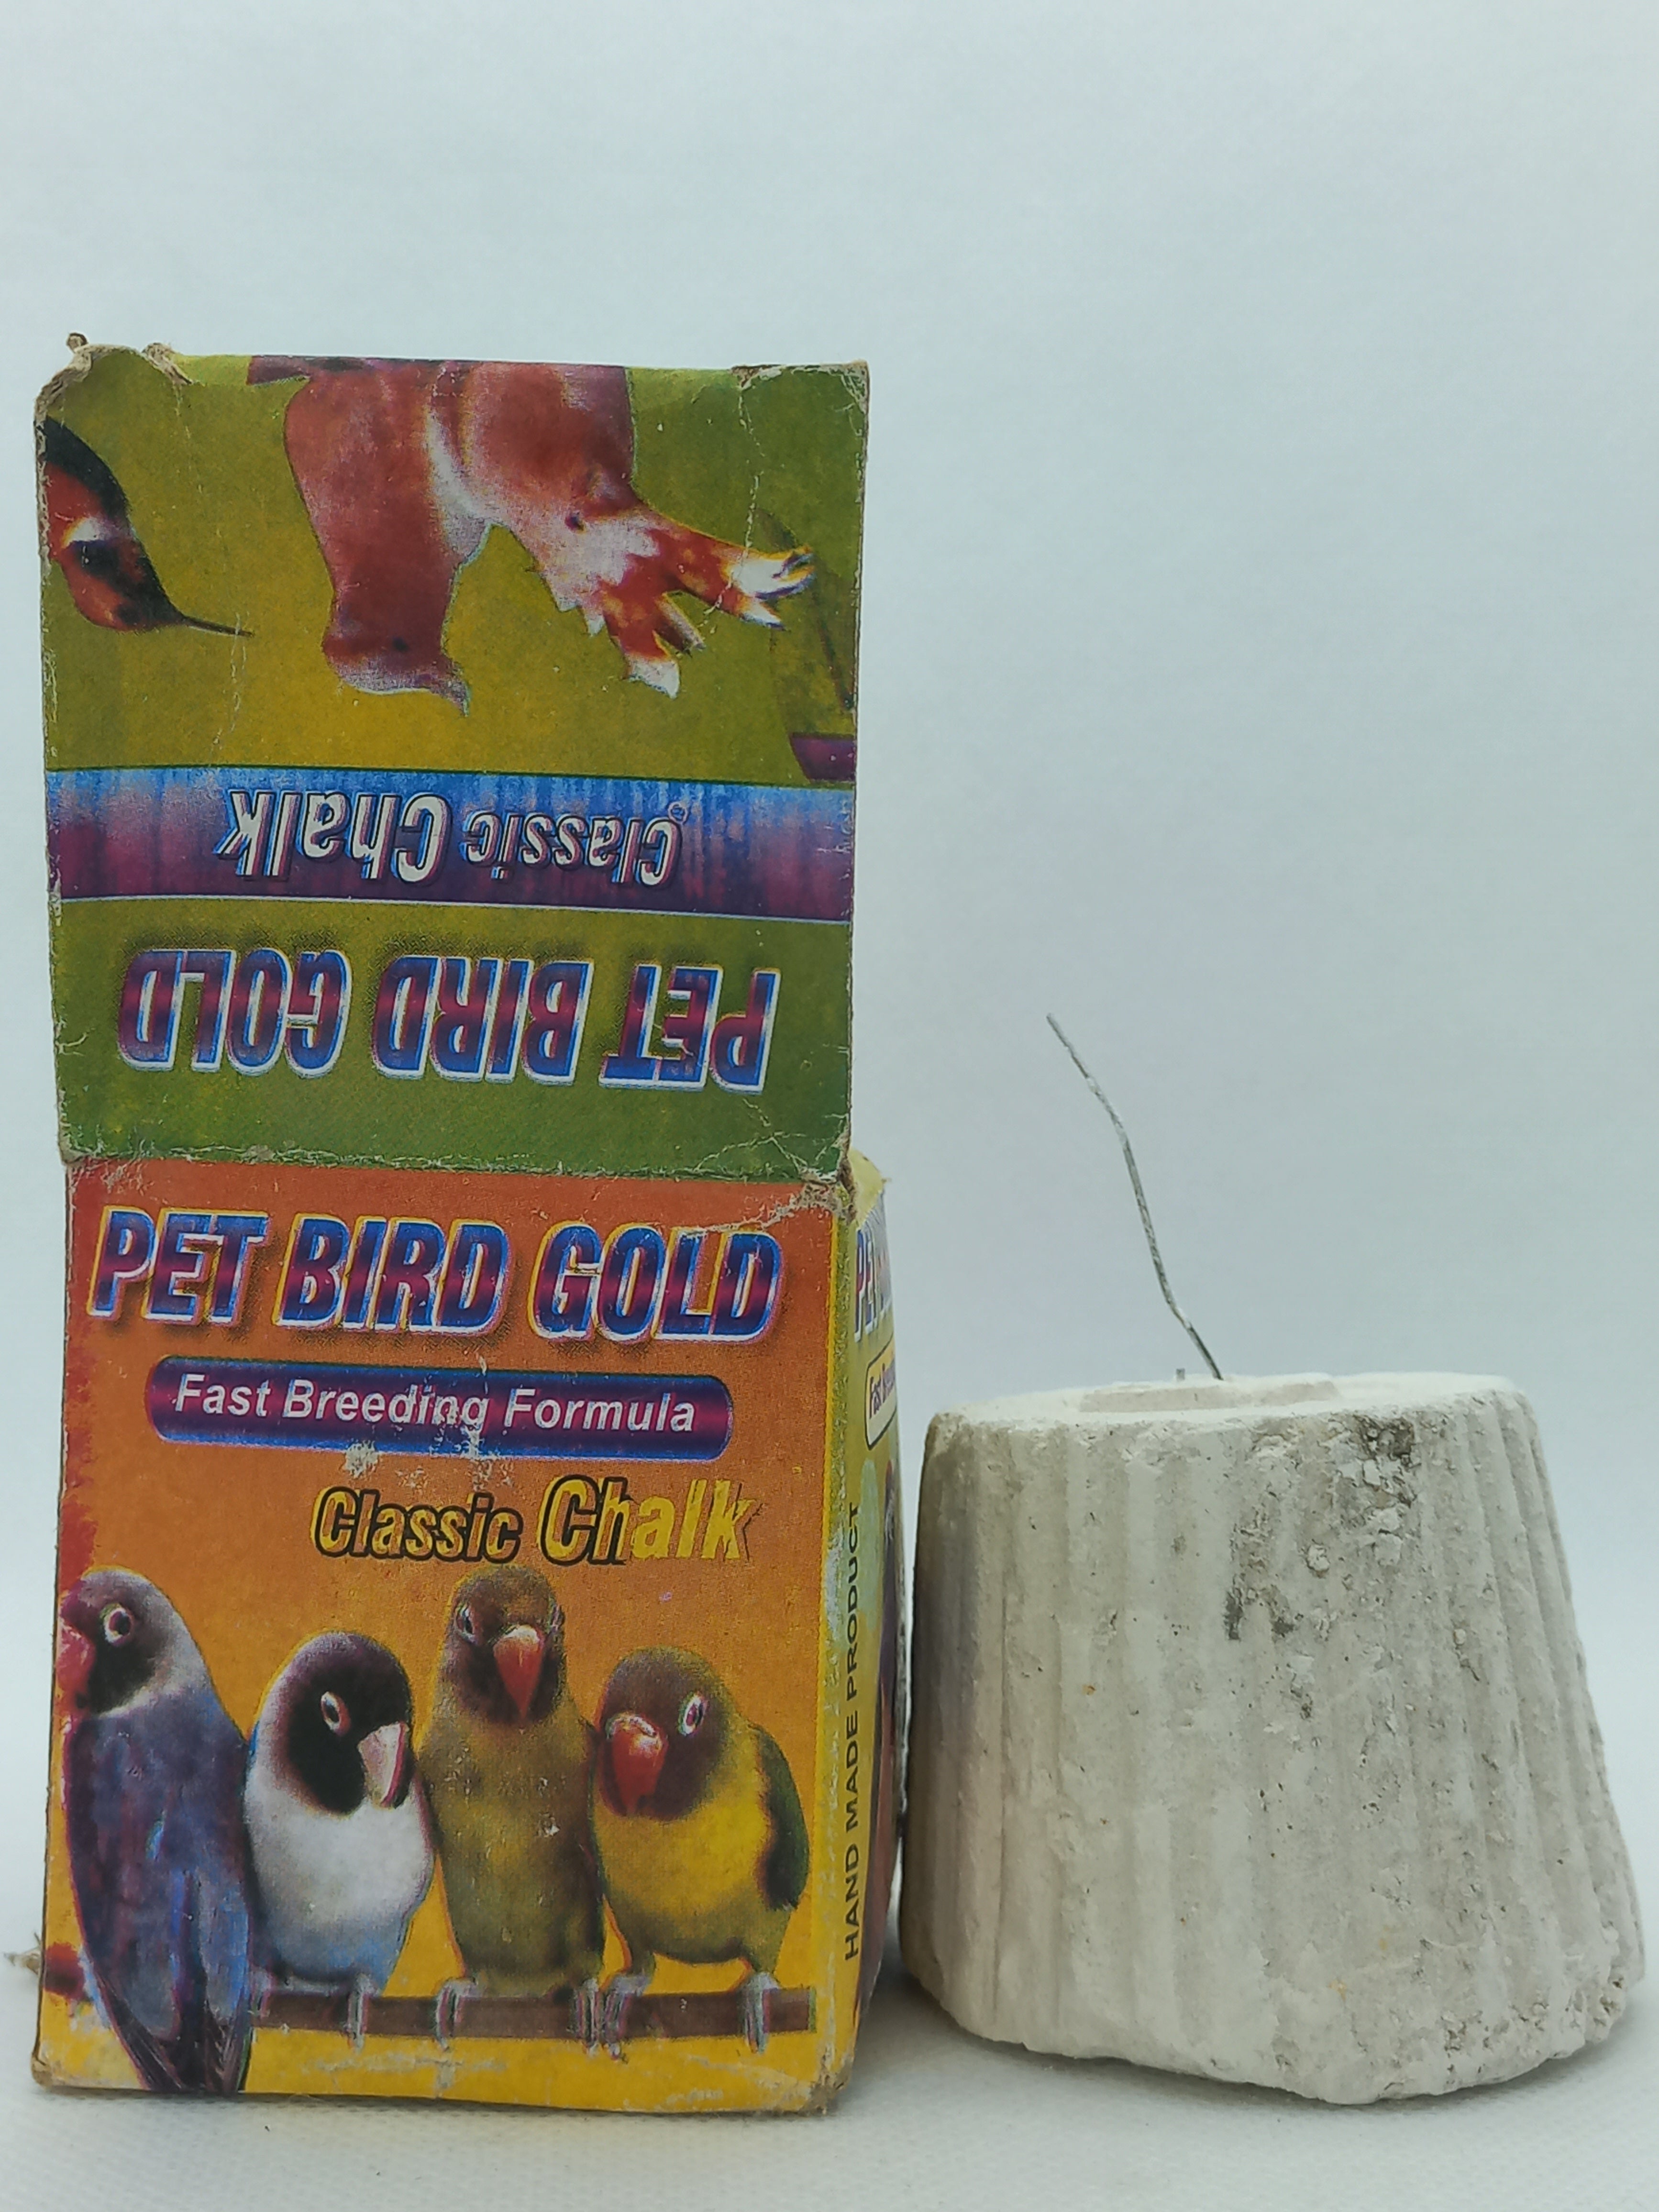 Classic Chalk
PET BIRD GOLD
PET BIRD GOLD
Fast Breeding Formula
Classic Chalk
HAND MADE PRODUCT